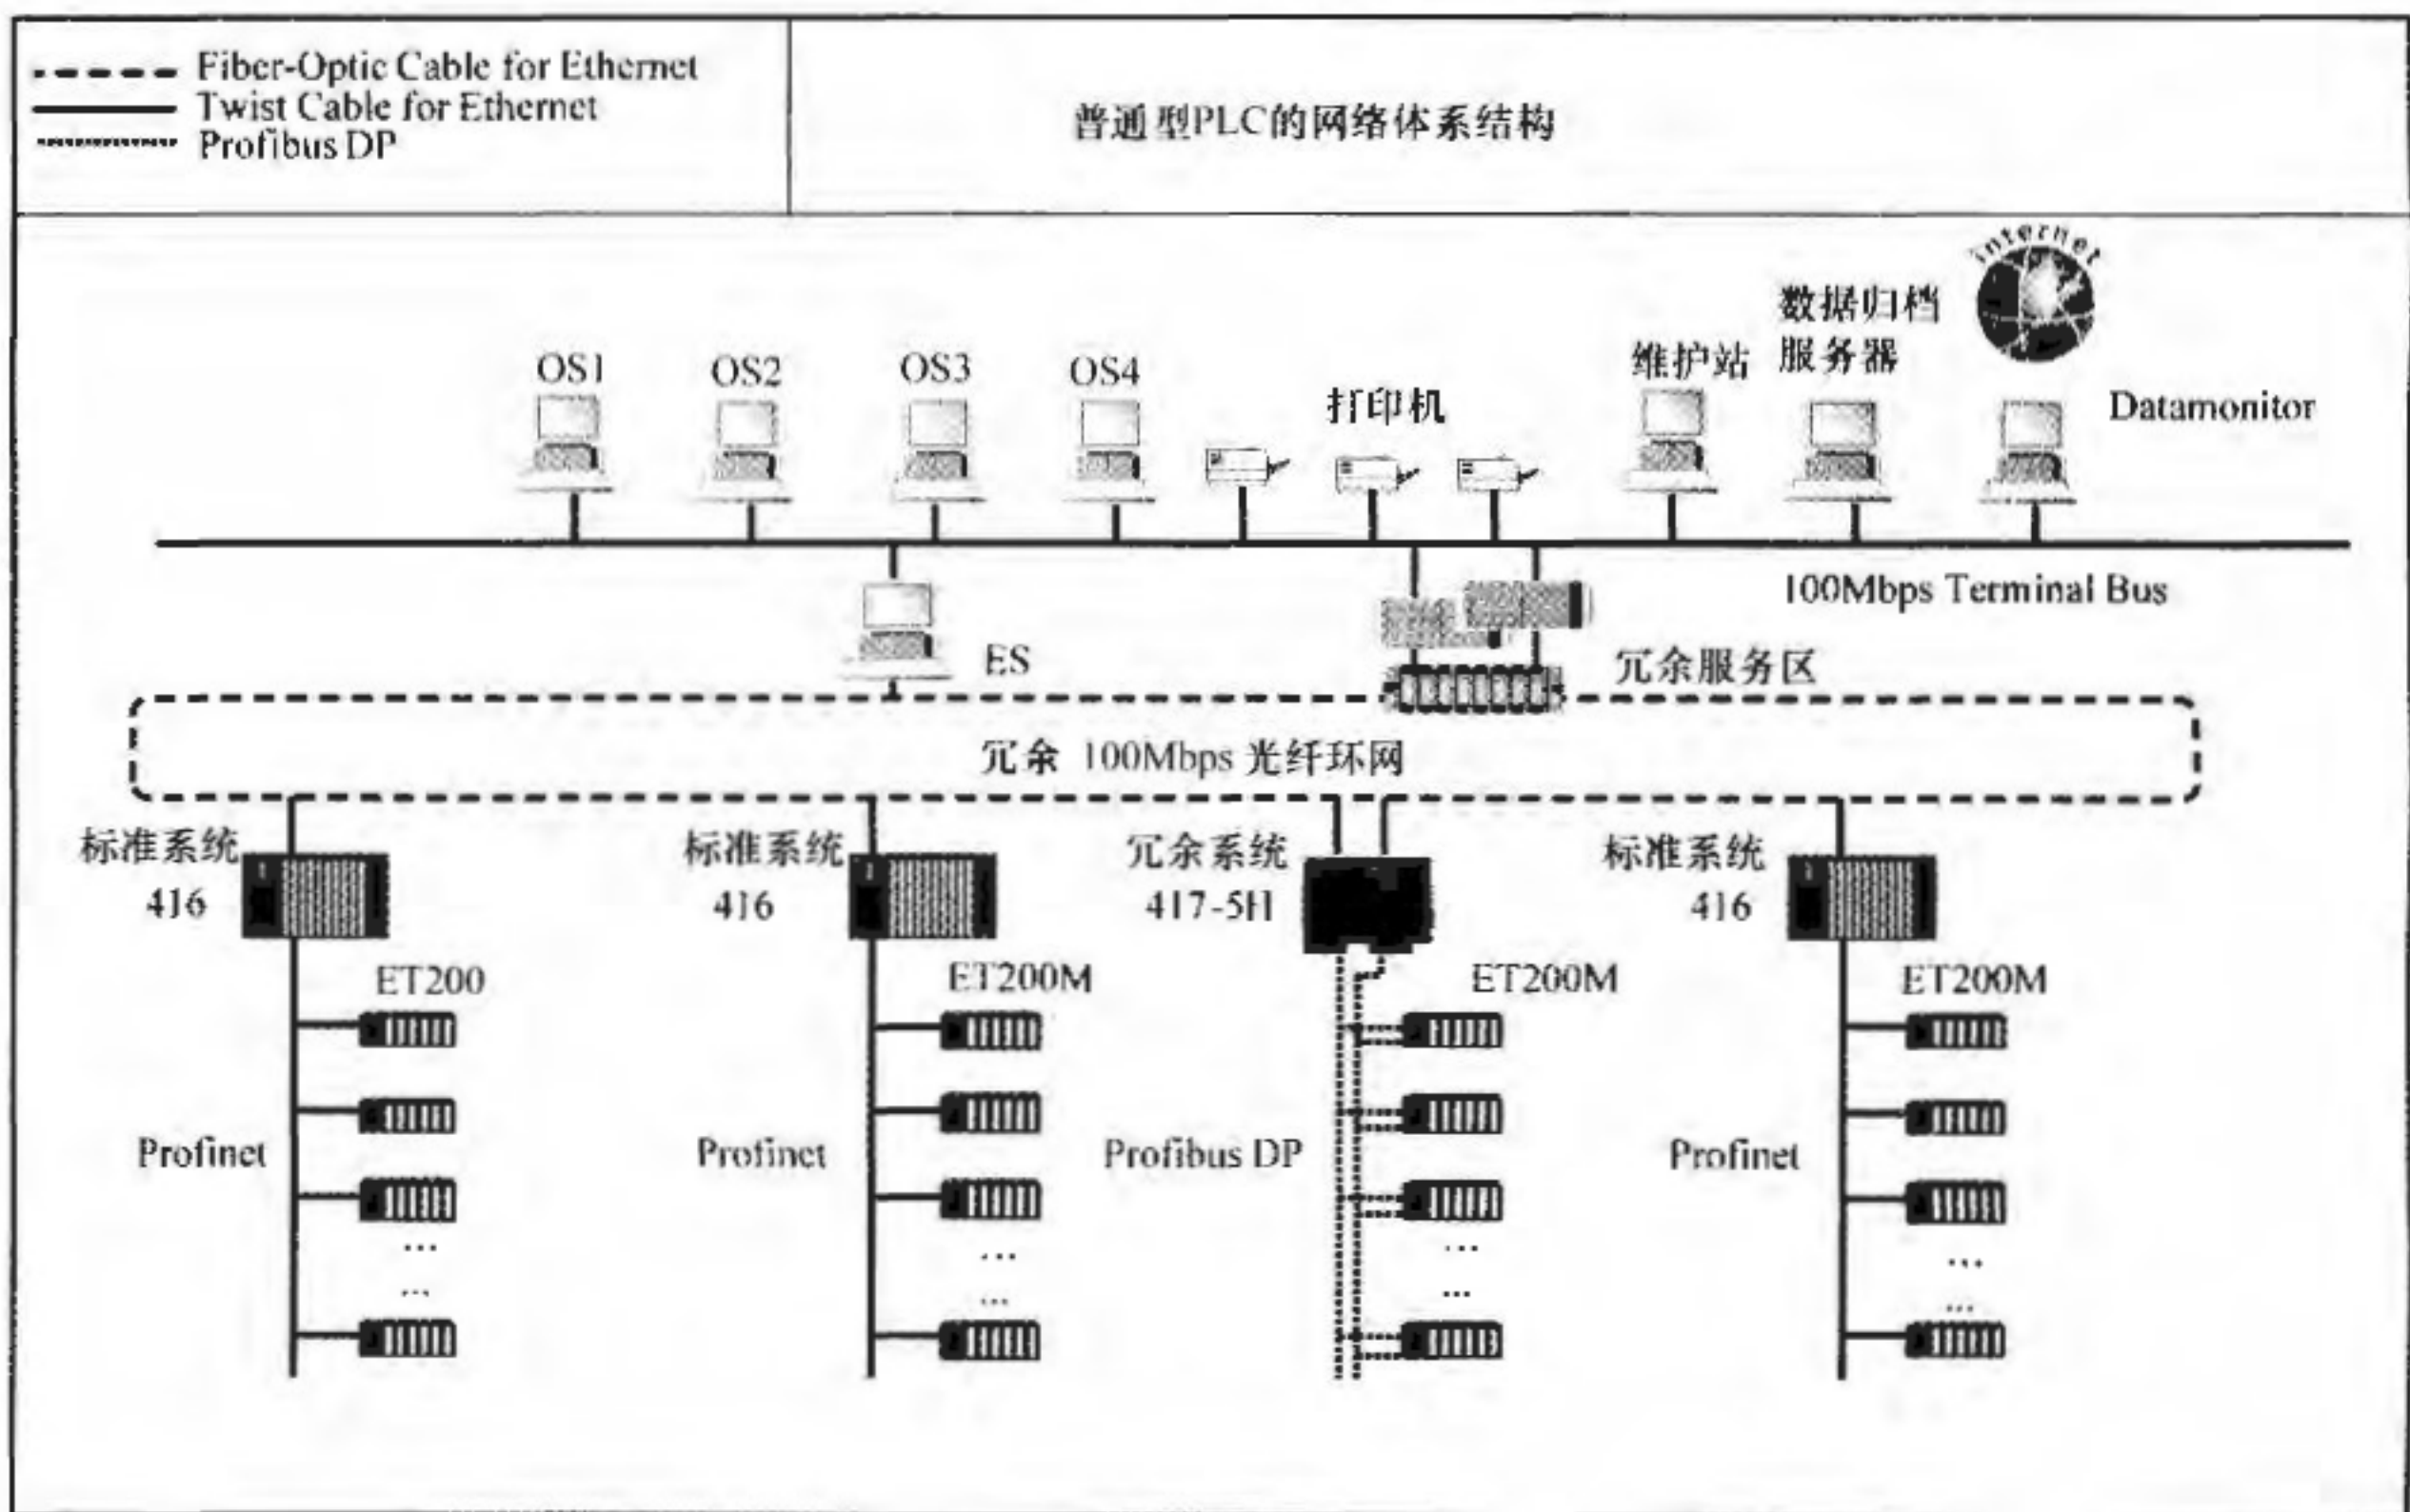 Fiber-Optic Cable for Ethernet
Twist Cable for Ethernet
Profibus DP
普通型PLC的网络体系结构
internet
OS1
OS2
OS3
OS4
打印机
维护站
数据归档
服务器
Datamonitor
100Mbps Terminal Bus
ES
冗余服务区
冗余 100Mbps 光纤环网
标准系统
416
标准系统
416
冗余系统
417-5H
标准系统
416
ET200
ET200M
ET200M
ET200M
Profinet
Profinet
Profibus DP
Profinet
...
...
...
...
...
...
...
...